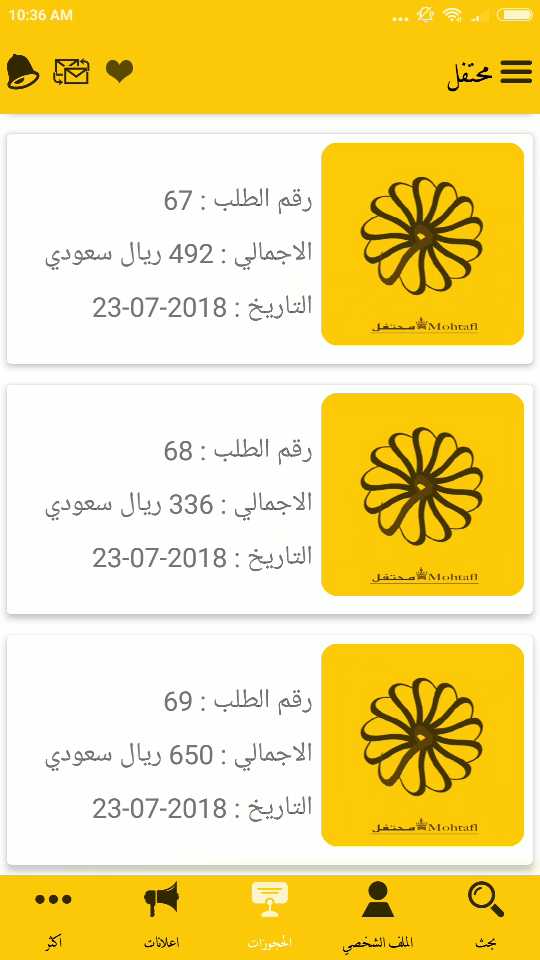 10:36 AM
محتفل
رقم الطلب : 67
الاجمالي : 492 ريال سعودي
التاريخ : 23-07-2018
محتفل Mohtafl
رقم الطلب : 68
الاجمالي : 336 ريال سعودي
التاريخ : 23-07-2018
محتفل Mohtafl
رقم الطلب : 69
الاجمالي : 650 ريال سعودي
التاريخ : 23-07-2018
محتفل Mohtafl
بحث
الملف الشخصي
الحجوزات
اعلانات
اكثر